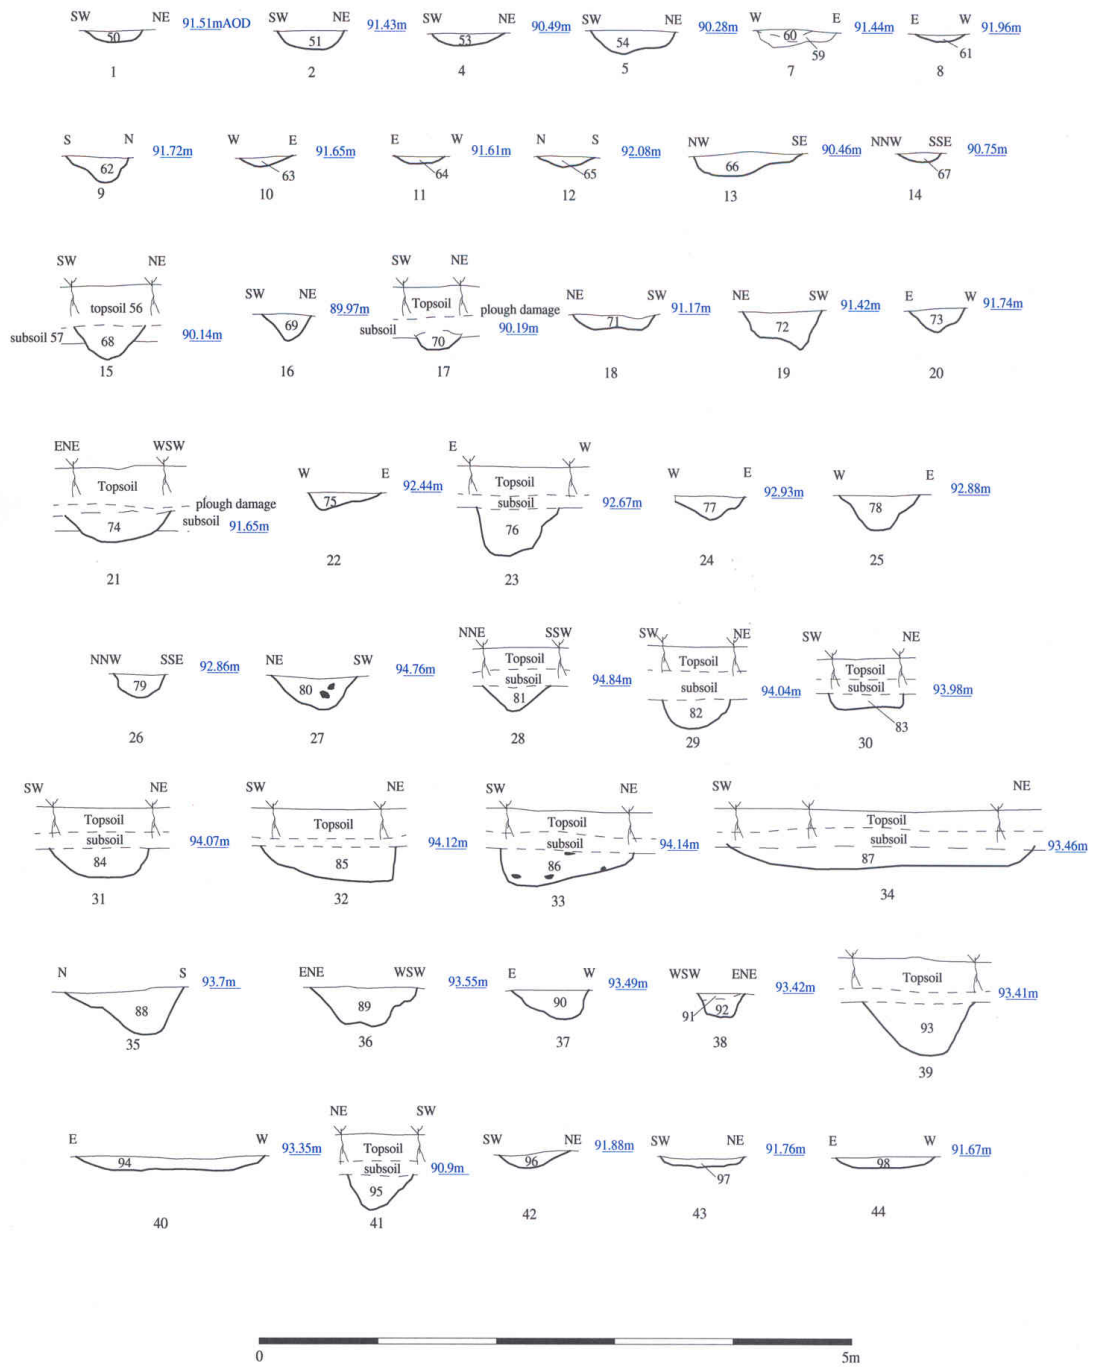 SW NE 91.51mAOD SW NE 91.43m SW NE 90.49m SW NE 90.28m W E 91.44m E W 91.96m
50 51 53 54 60 59 61
1 2 4 5 7 8
S N 91.72m W E 91.65m E W 91.61m N S 92.08m NW SE 90.46m NNW SSE 90.75m
62 63 64 65 66 67
9 10 11 12 13 14
SW NE SW NE 89.97m SW NE
topsoil 56 Topsoil plough damage NE SW 91.17m NE SW 91.42m E W 91.74m
subsoil 57 68 90.14m 69 subsoil 70 90.19m 71 72 73
15 16 17 18 19 20
ENE WSW W E 92.44m E W W E 92.93m W E 92.88m
Topsoil 75 Topsoil
plough damage subsoil 92.67m 77 78
74 subsoil 91.65m 76
21 22 23 24 25
NNW SSE 92.86m NE SW 94.76m NNE SSW SW NE SW NE
Topsoil Topsoil Topsoil
79 80 subsoil 94.84m subsoil 94.04m subsoil 93.98m
81 82 83
26 27 28 29 30
SW NE SW NE SW NE SW NE
Topsoil Topsoil Topsoil Topsoil
subsoil 94.07m 94.12m subsoil 94.14m subsoil 93.46m
84 85 86 87
31 32 33 34
N S 93.7m ENE WSW 93.55m E W 93.49m WSW ENE 93.42m Topsoil 93.41m
88 89 90 91 92 93
35 36 37 38 39
NE SW
E W 93.35m Topsoil SW NE 91.88m SW NE 91.76m E W 91.67m
94 subsoil 90.9m 96 97 98
95
40 41 42 43 44
0 5m